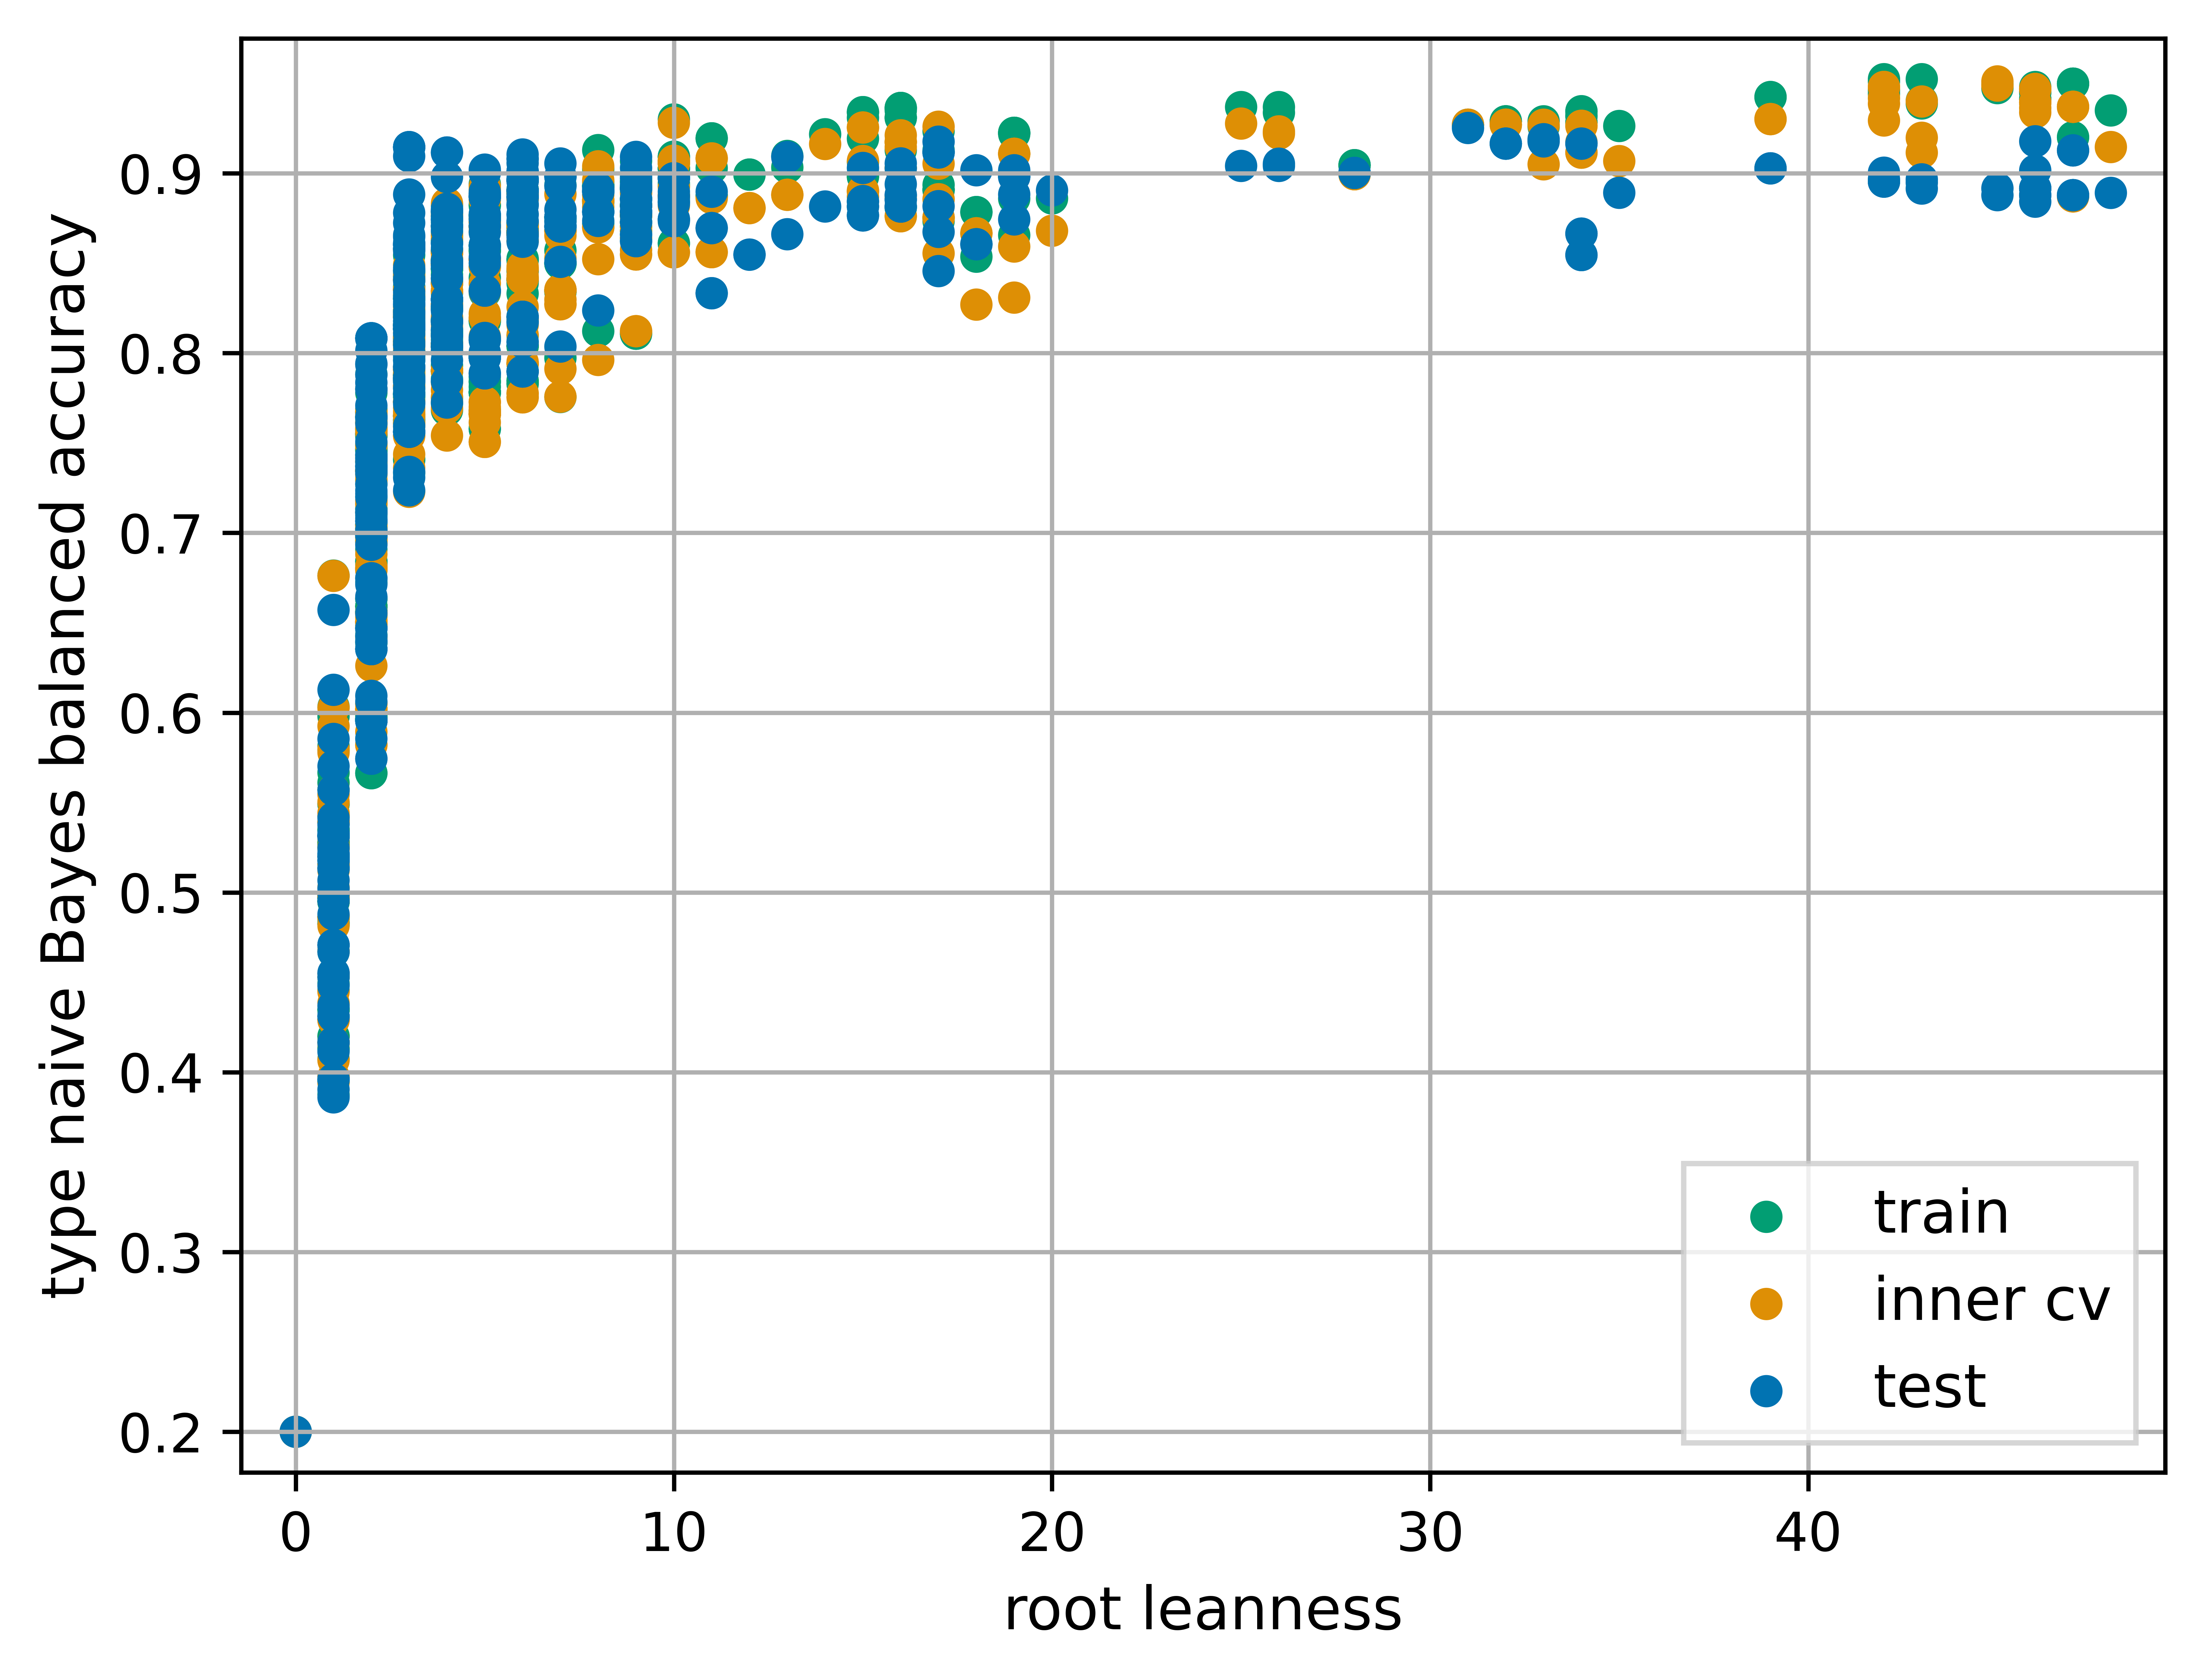 type naive Bayes balanced accuracy
0.9
0.8
0.7
0.6
0.5
0.4
0.3
0.2
0 10 20 30 40
root leanness
train
inner cv
test